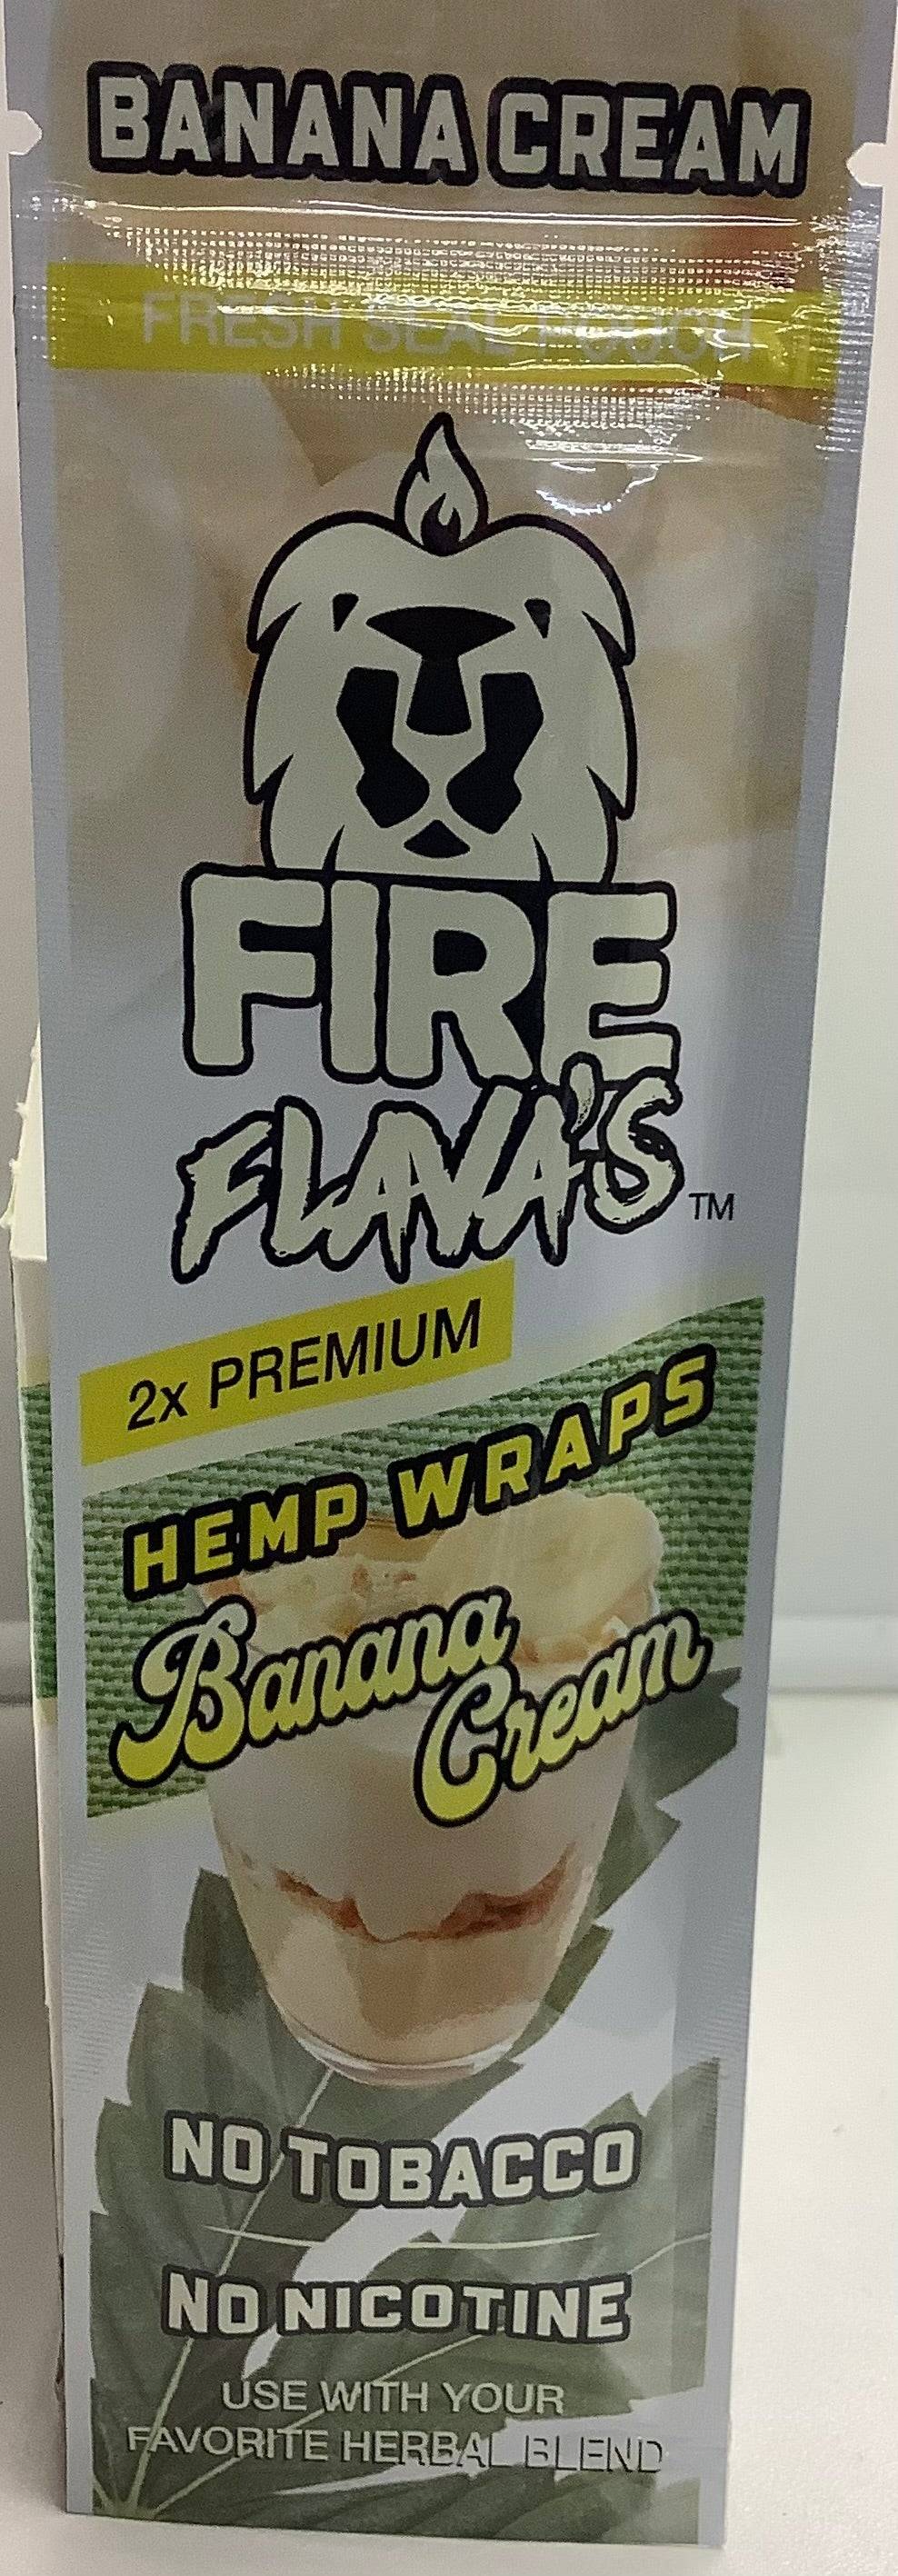 BANANA CREAM
FRESH SEAL POUCH
FIRE
FLAVA'S™
2x PREMIUM
HEMP WRAPS
Banana
Cream
NO TOBACCO
NO NICOTINE
USE WITH YOUR
FAVORITE HERBAL BLEND